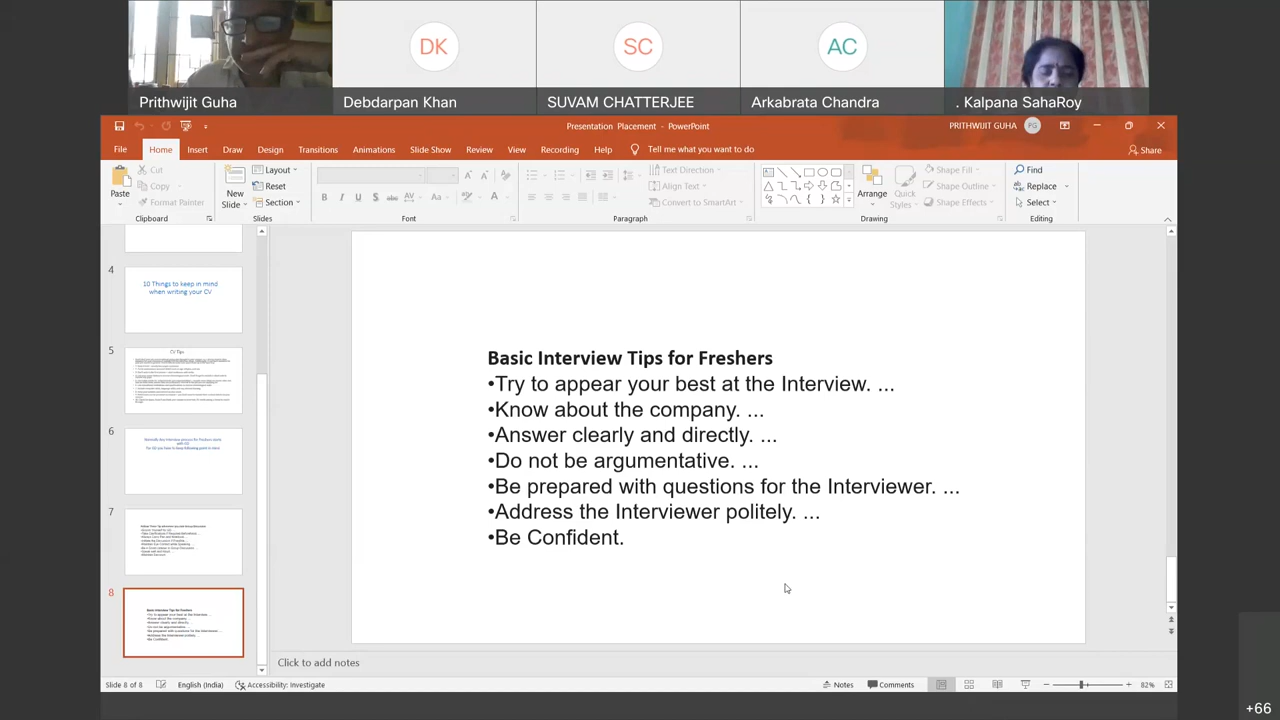 DK
SC
AC
Prithwijit Guha
Debdarpan Khan
SUVAM CHATTERJEE
Arkabrata Chandra
. Kalpana SahaRoy
Presentation Placement - PowerPoint
PRITHWIJIT GUHA
PG
File
Home
Insert
Draw
Design
Transitions
Animations
Slide Show
Review
View
Recording
Help
Tell me what you want to do
Share
Paste
Cut
Copy
Format Painter
Clipboard
New
Slide
Layout
Reset
Section
Slides
Font
Text Direction
Align Text
Convert to SmartArt
Paragraph
Arrange
Quick
Styles
Shape Fill
Shape Outline
Shape Effects
Drawing
Find
Replace
Select
Editing
4
10 Things to keep in mind
when writing your CV
5
CV Tips
6
7
8
Basic Interview Tips for Freshers
•Try to appear your best at the Interview. ...
•Know about the company. ...
•Answer clearly and directly. ...
•Do not be argumentative. ...
•Be prepared with questions for the Interviewer. ...
•Address the Interviewer politely. ...
•Be Confident.
Click to add notes
Slide 8 of 8
English (India)
Accessibility: Investigate
Notes
Comments
82%
+66